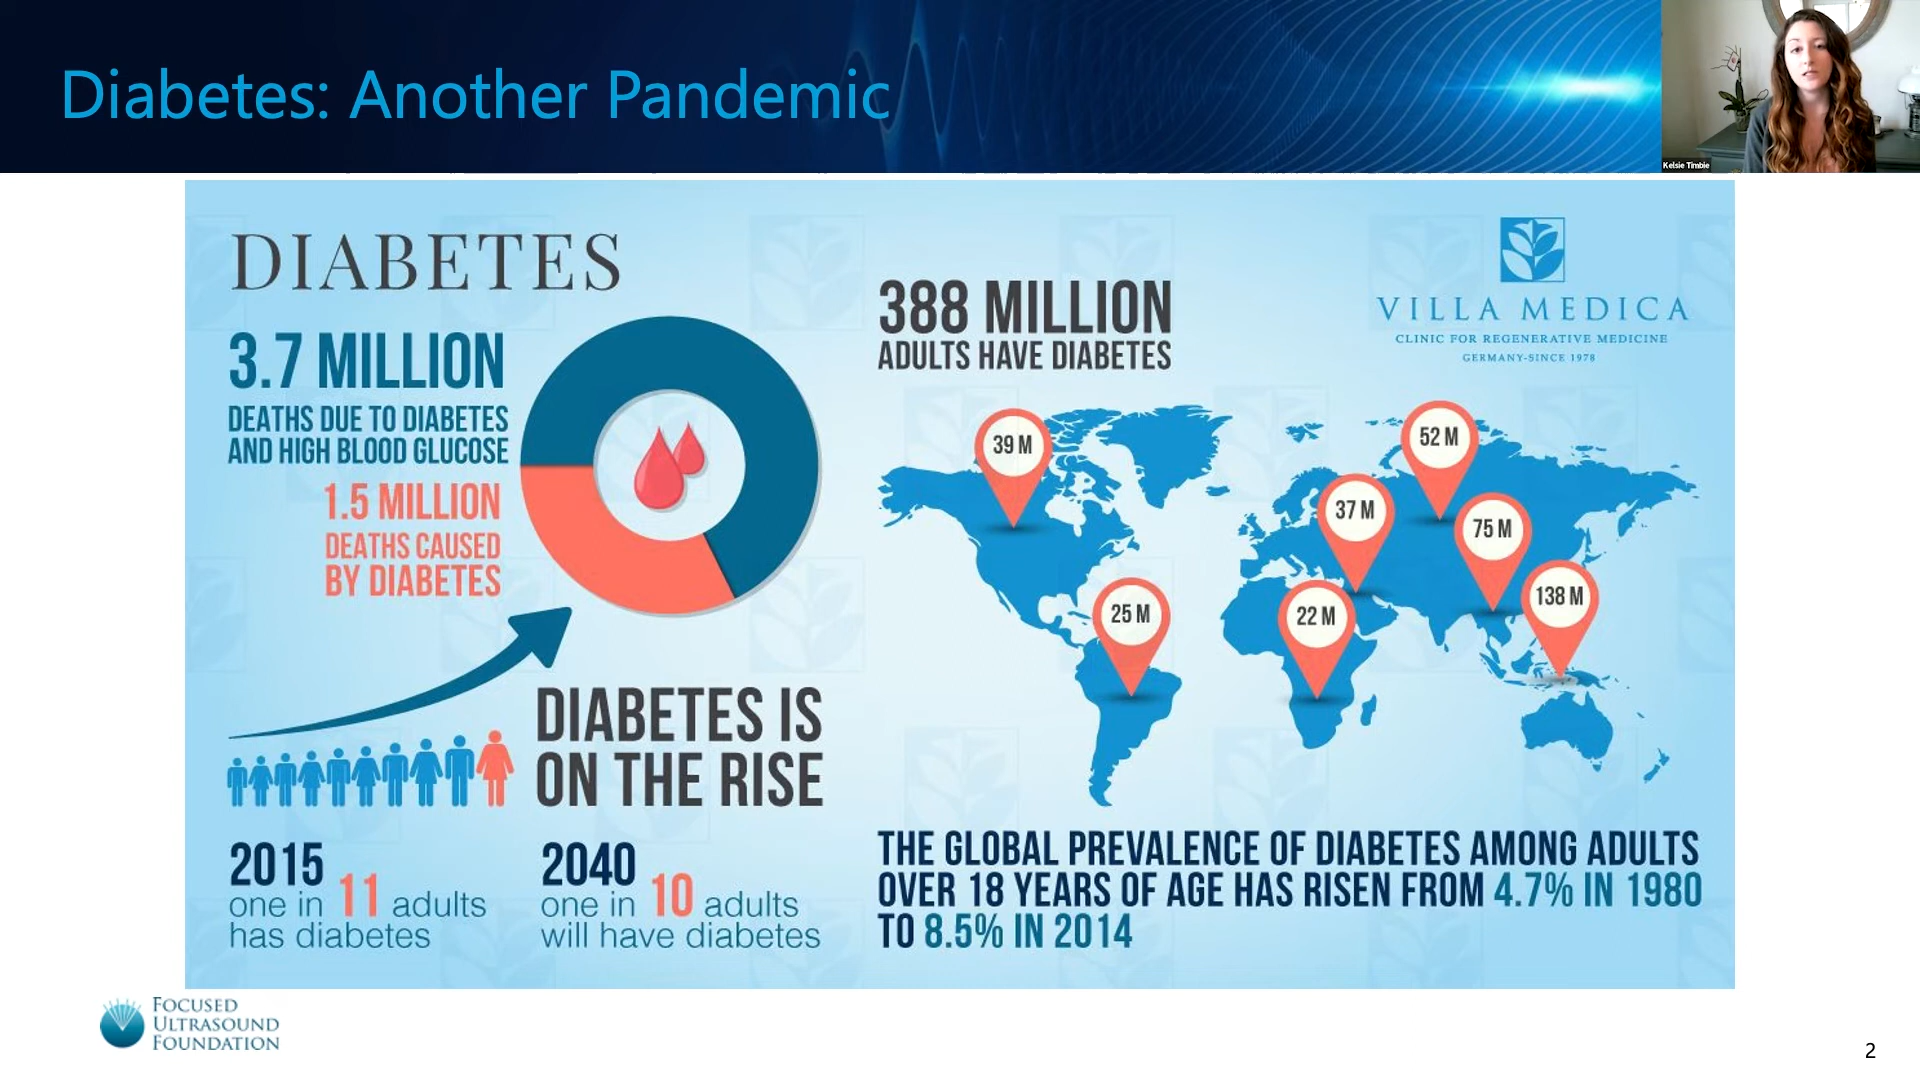 Diabetes: Another Pandemic
Kelsie Timbie
DIABETES
3.7 MILLION
DEATHS DUE TO DIABETES
AND HIGH BLOOD GLUCOSE
1.5 MILLION
DEATHS CAUSED
BY DIABETES
DIABETES IS
ON THE RISE
2015
one in 11 adults
has diabetes
2040
one in 10 adults
will have diabetes
388 MILLION
ADULTS HAVE DIABETES
VILLA MEDICA
CLINIC FOR REGENERATIVE MEDICINE
GERMANY-SINCE 1978
39 M
52 M
37 M
75 M
138 M
25 M
22 M
THE GLOBAL PREVALENCE OF DIABETES AMONG ADULTS
OVER 18 YEARS OF AGE HAS RISEN FROM 4.7% IN 1980
TO 8.5% IN 2014
FOCUSED
ULTRASOUND
FOUNDATION
2